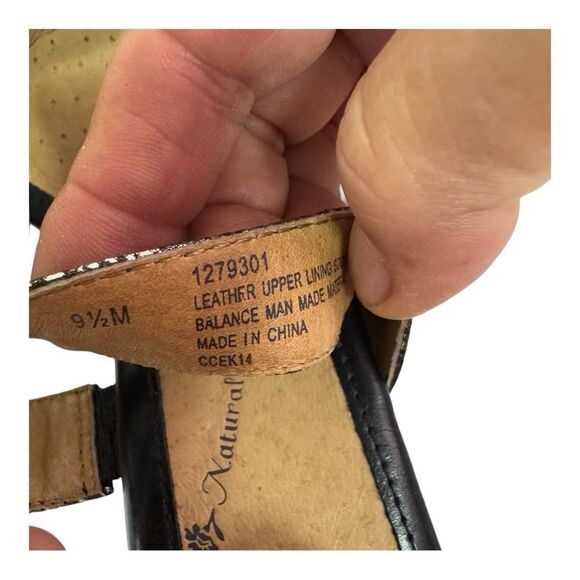 1279301
LEATHER UPPER LINING
BALANCE MAN MADE
MADE IN CHINA
CCEK14
9½M
Natural